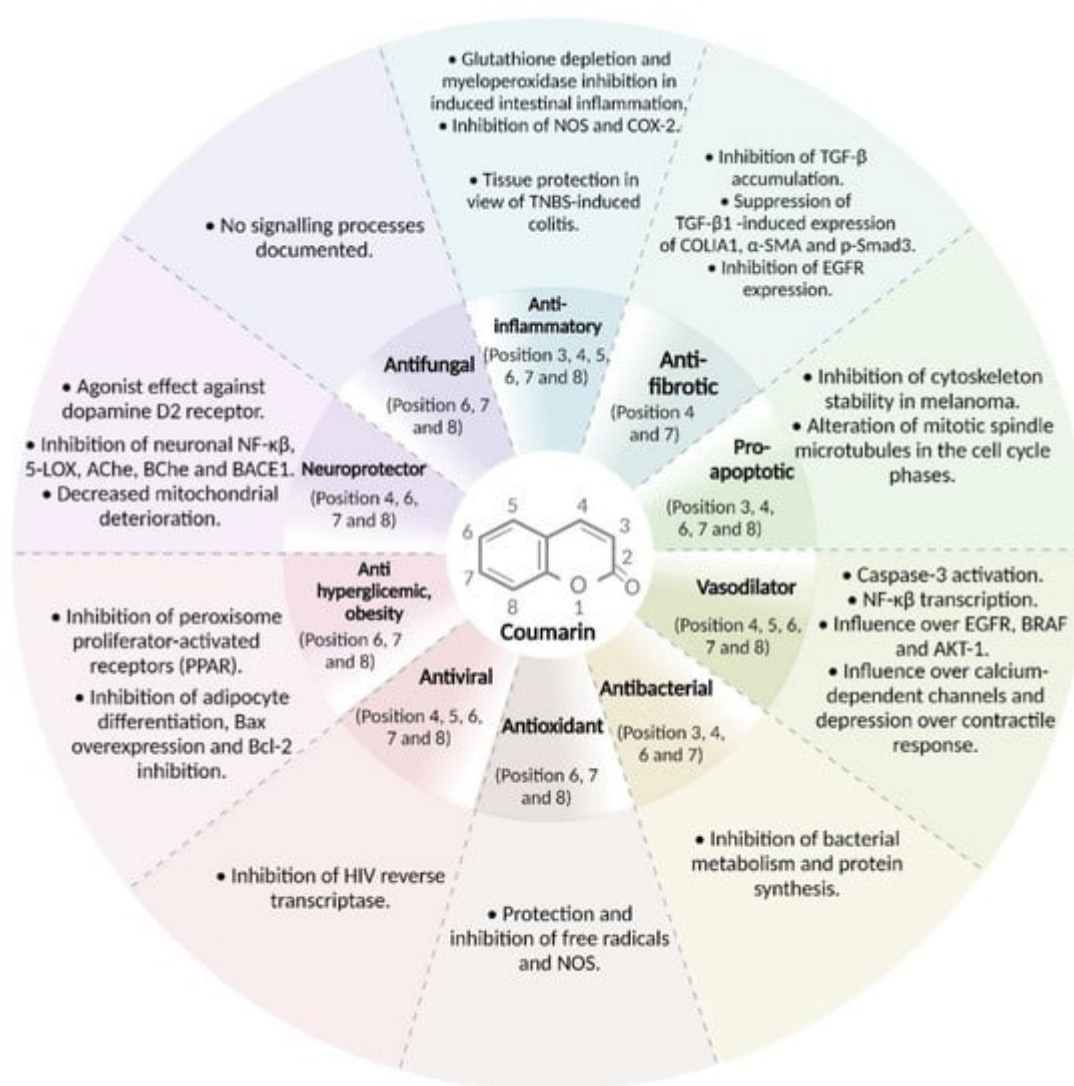 • Glutathione depletion and
myeloperoxidase inhibition in
induced intestinal inflammation,
• Inhibition of NOS and COX-2.
• Tissue protection in
view of TNBS-induced
colitis.
Anti-
inflammatory
(Position 3, 4, 5,
6, 7 and 8)
• Inhibition of TGF-β
accumulation.
• Suppression of
TGF-β1 -induced expression
of COLIA1, α-SMA and p-Smad3.
• Inhibition of EGFR
expression.
Anti-
fibrotic
(Position 4
and 7)
• Inhibition of cytoskeleton
stability in melanoma.
• Alteration of mitotic spindle
microtubules in the cell cycle
phases.
Pro-
apoptotic
(Position 3, 4,
6, 7 and 8)
• Caspase-3 activation.
• NF-κβ transcription.
• Influence over EGFR, BRAF
and AKT-1.
• Influence over calcium-
dependent channels and
depression over contractile
response.
Vasodilator
(Position 4, 5, 6,
7 and 8)
• Inhibition of bacterial
metabolism and protein
synthesis.
Antibacterial
(Position 3, 4,
6 and 7)
• Protection and
inhibition of free radicals
and NOS.
Antioxidant
(Position 6, 7
and 8)
• Inhibition of HIV reverse
transcriptase.
Antiviral
(Position 4, 5, 6,
7 and 8)
• Inhibition of peroxisome
proliferator-activated
receptors (PPAR).
• Inhibition of adipocyte
differentiation, Bax
overexpression and Bcl-2
inhibition.
Anti
hyperglicemic,
obesity
(Position 6, 7
and 8)
• Agonist effect against
dopamine D2 receptor.
• Inhibition of neuronal NF-κβ,
5-LOX, AChe, BChe and BACE1.
• Decreased mitochondrial
deterioration.
Neuroprotector
(Position 4, 6,
7 and 8)
• No signalling processes
documented.
Antifungal
(Position 6, 7
and 8)
5
4
6
3
2
7
O
O
8
1
Coumarin